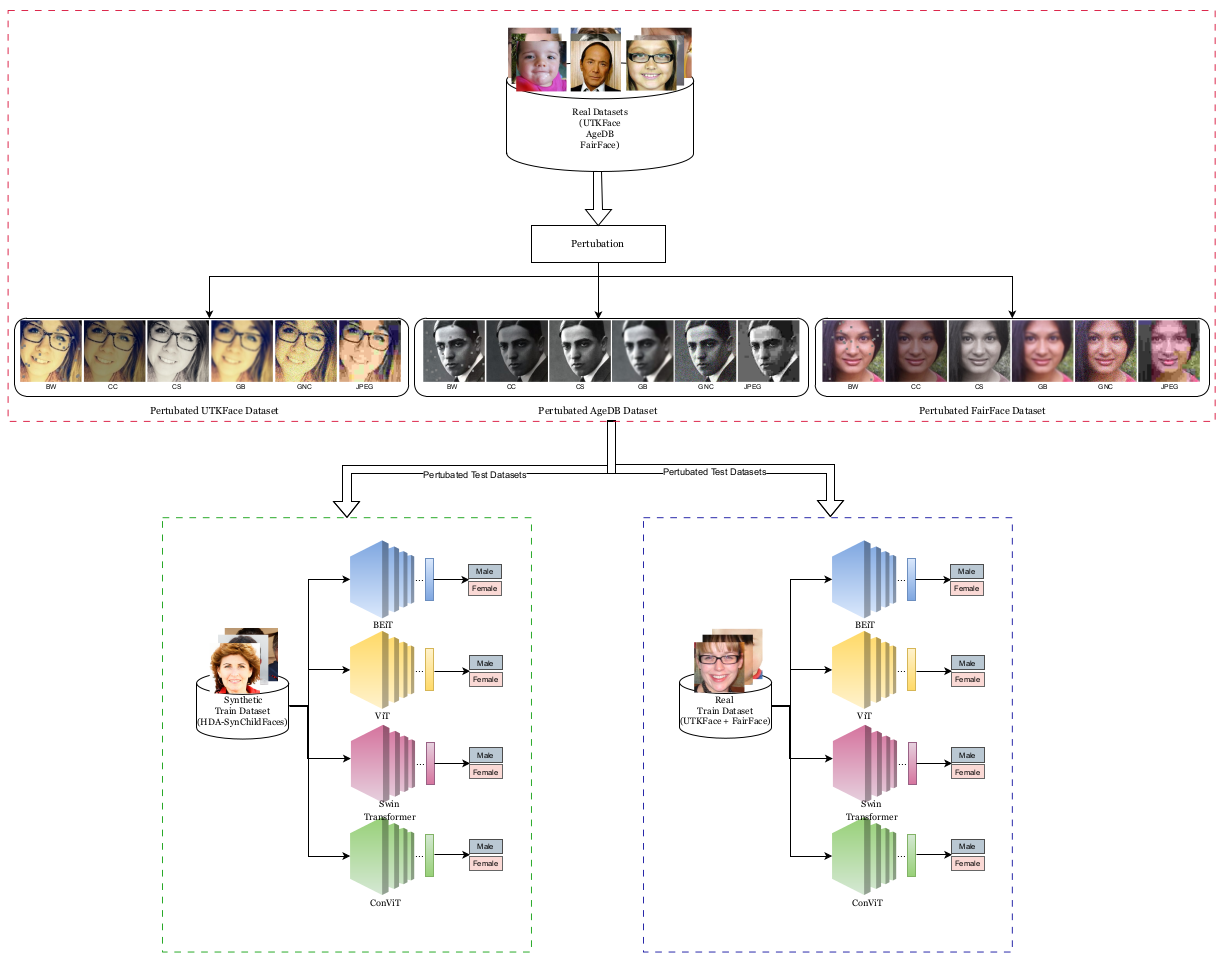 Real Datasets
(UTKFace
AgeDB
FairFace)
Pertubation
BW CC CS GB GNC JPEG
Pertubated UTKFace Dataset
BW CC CS GB GNC JPEG
Pertubated AgeDB Dataset
BW CC CS GB GNC JPEG
Pertubated FairFace Dataset
Pertubated Test Datasets
Pertubated Test Datasets
Synthetic
Train Dataset
(HDA-SynChildFaces)
...
Male
Female
BEiT
...
Male
Female
ViT
...
Male
Female
Swin
Transformer
...
Male
Female
ConViT
Real
Train Dataset
(UTKFace + FairFace)
...
Male
Female
BEiT
...
Male
Female
ViT
...
Male
Female
Swin
Transformer
...
Male
Female
ConViT